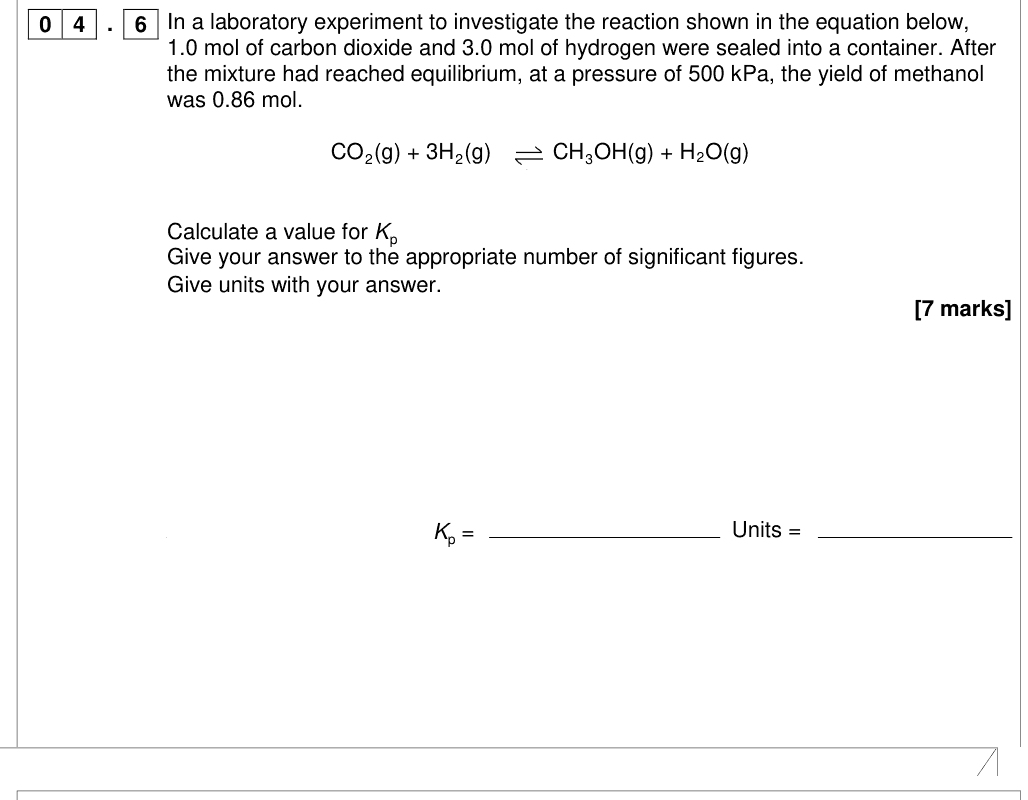 0 4 . 6 In a laboratory experiment to investigate the reaction shown in the equation below,
1.0 mol of carbon dioxide and 3.0 mol of hydrogen were sealed into a container. After
the mixture had reached equilibrium, at a pressure of 500 kPa, the yield of methanol
was 0.86 mol.
CO₂(g) + 3H₂(g) ⇌ CH₃OH(g) + H₂O(g)
Calculate a value for Kₚ
Give your answer to the appropriate number of significant figures.
Give units with your answer.
[7 marks]
Kₚ = ____________ Units = ____________